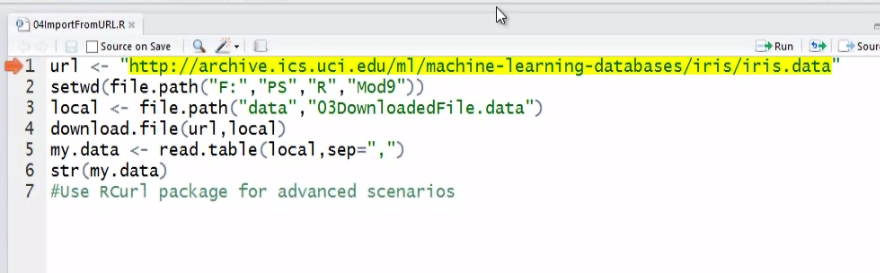 04ImportFromURL.R ×
Source on Save Run Sour
1 url <- "http://archive.ics.uci.edu/ml/machine-learning-databases/iris/iris.data"
2 setwd(file.path("F:","PS","R","Mod9"))
3 local <- file.path("data","03DownloadedFile.data")
4 download.file(url,local)
5 my.data <- read.table(local,sep=",")
6 str(my.data)
7 #Use RCurl package for advanced scenarios